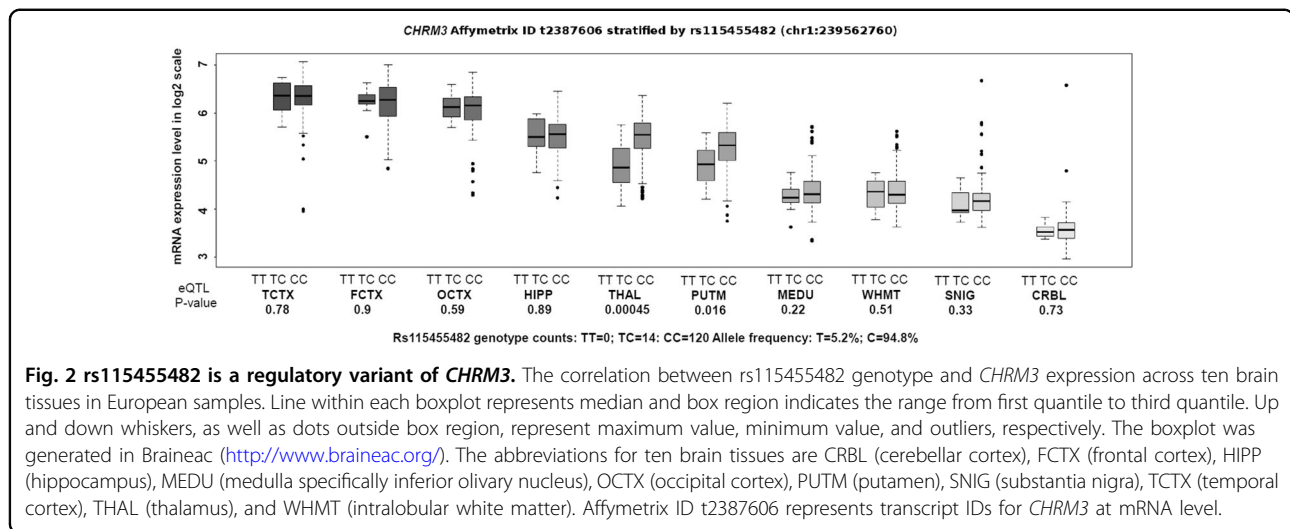 CHRM3 Affymetrix ID t2387606 stratified by rs115455482 (chr1:239562760)
mRNA expression level in log2 scale
7
6
5
4
3
TT TC CC TT TC CC TT TC CC TT TC CC TT TC CC TT TC CC TT TC CC TT TC CC TT TC CC TT TC CC
eQTL
P-value
TCTX FCTX OCTX HIPP THAL PUTM MEDU WHMT SNIG CRBL
0.78 0.9 0.59 0.89 0.00045 0.016 0.22 0.51 0.33 0.73
Rs115455482 genotype counts: TT=0; TC=14: CC=120 Allele frequency: T=5.2%; C=94.8%
Fig. 2 rs115455482 is a regulatory variant of CHRM3. The correlation between rs115455482 genotype and CHRM3 expression across ten brain
tissues in European samples. Line within each boxplot represents median and box region indicates the range from first quantile to third quantile. Up
and down whiskers, as well as dots outside box region, represent maximum value, minimum value, and outliers, respectively. The boxplot was
generated in Braineac (http://www.braineac.org/). The abbreviations for ten brain tissues are CRBL (cerebellar cortex), FCTX (frontal cortex), HIPP
(hippocampus), MEDU (medulla specifically inferior olivary nucleus), OCTX (occipital cortex), PUTM (putamen), SNIG (substantia nigra), TCTX (temporal
cortex), THAL (thalamus), and WHMT (intralobular white matter). Affymetrix ID t2387606 represents transcript IDs for CHRM3 at mRNA level.